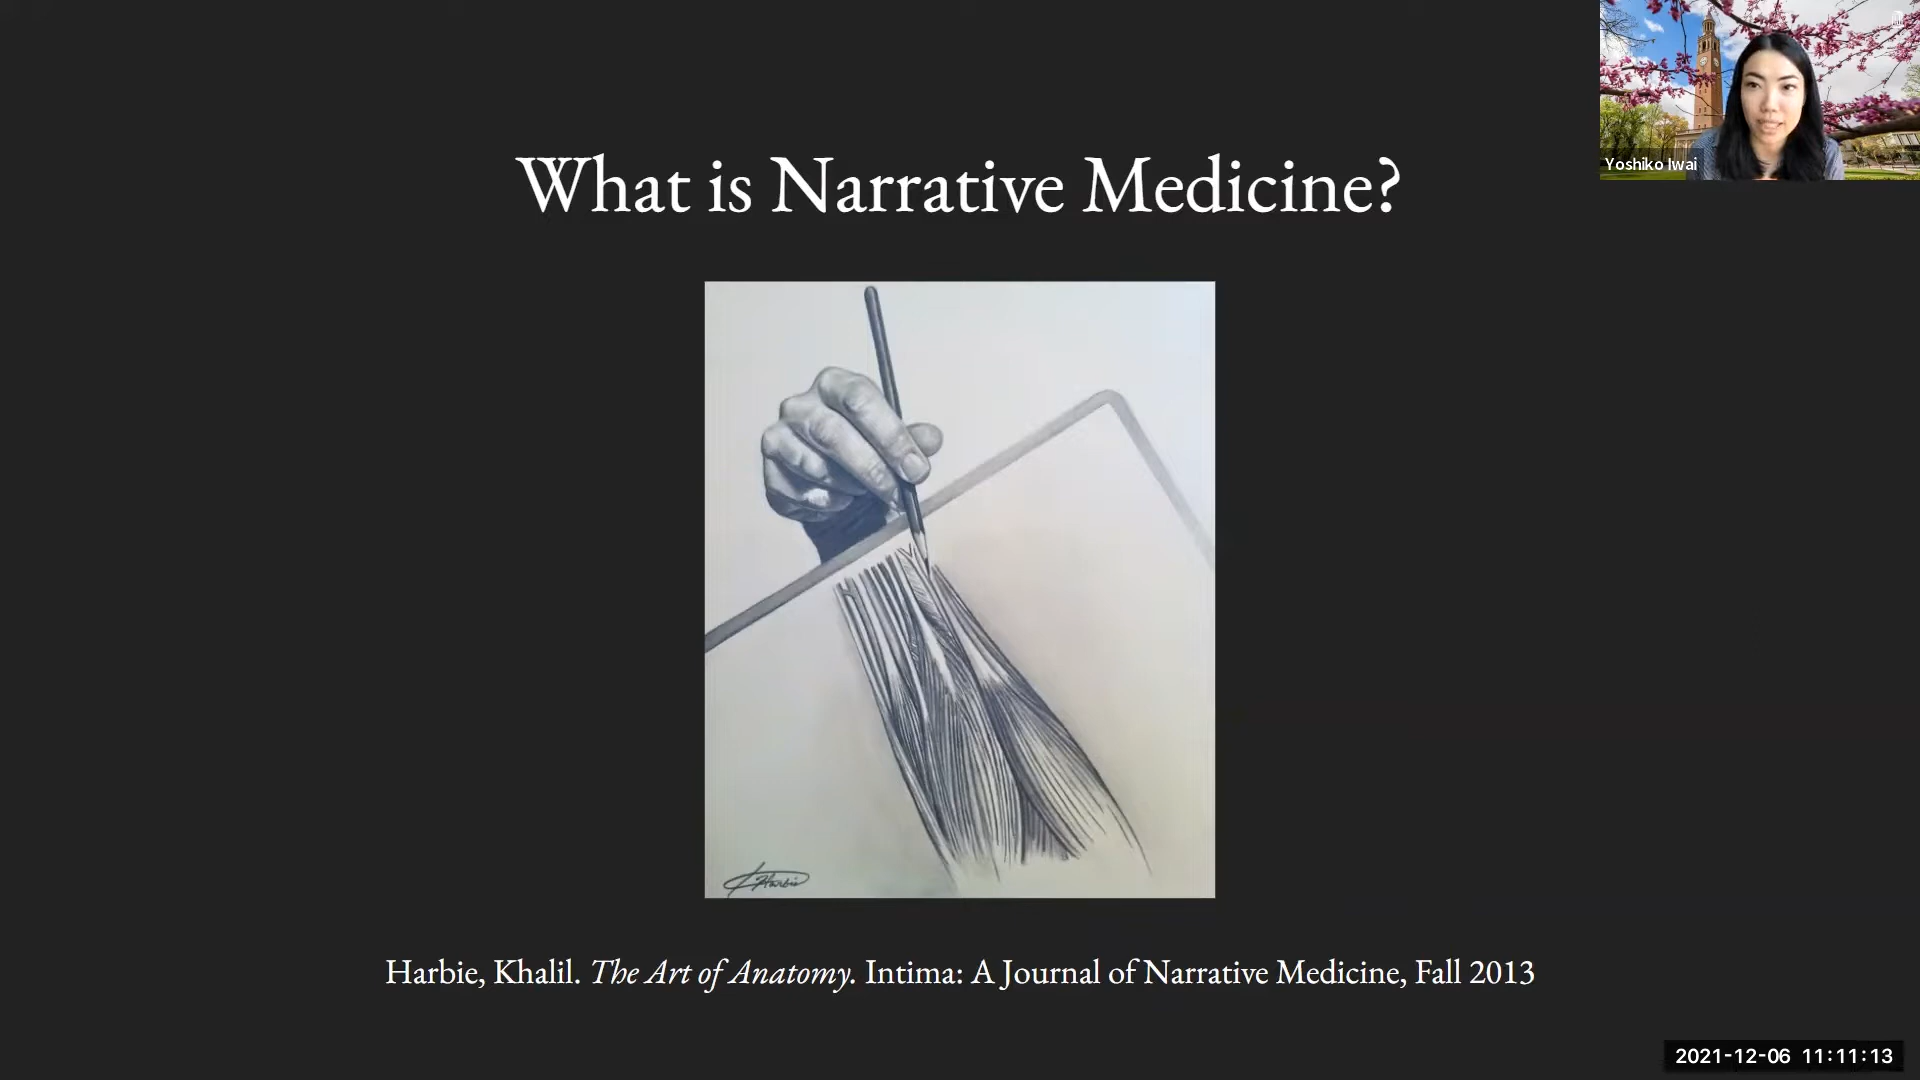 Yoshiko Iwai
What is Narrative Medicine?
Harbie
Harbie, Khalil. The Art of Anatomy. Intima: A Journal of Narrative Medicine, Fall 2013
2021-12-06 11:11:13